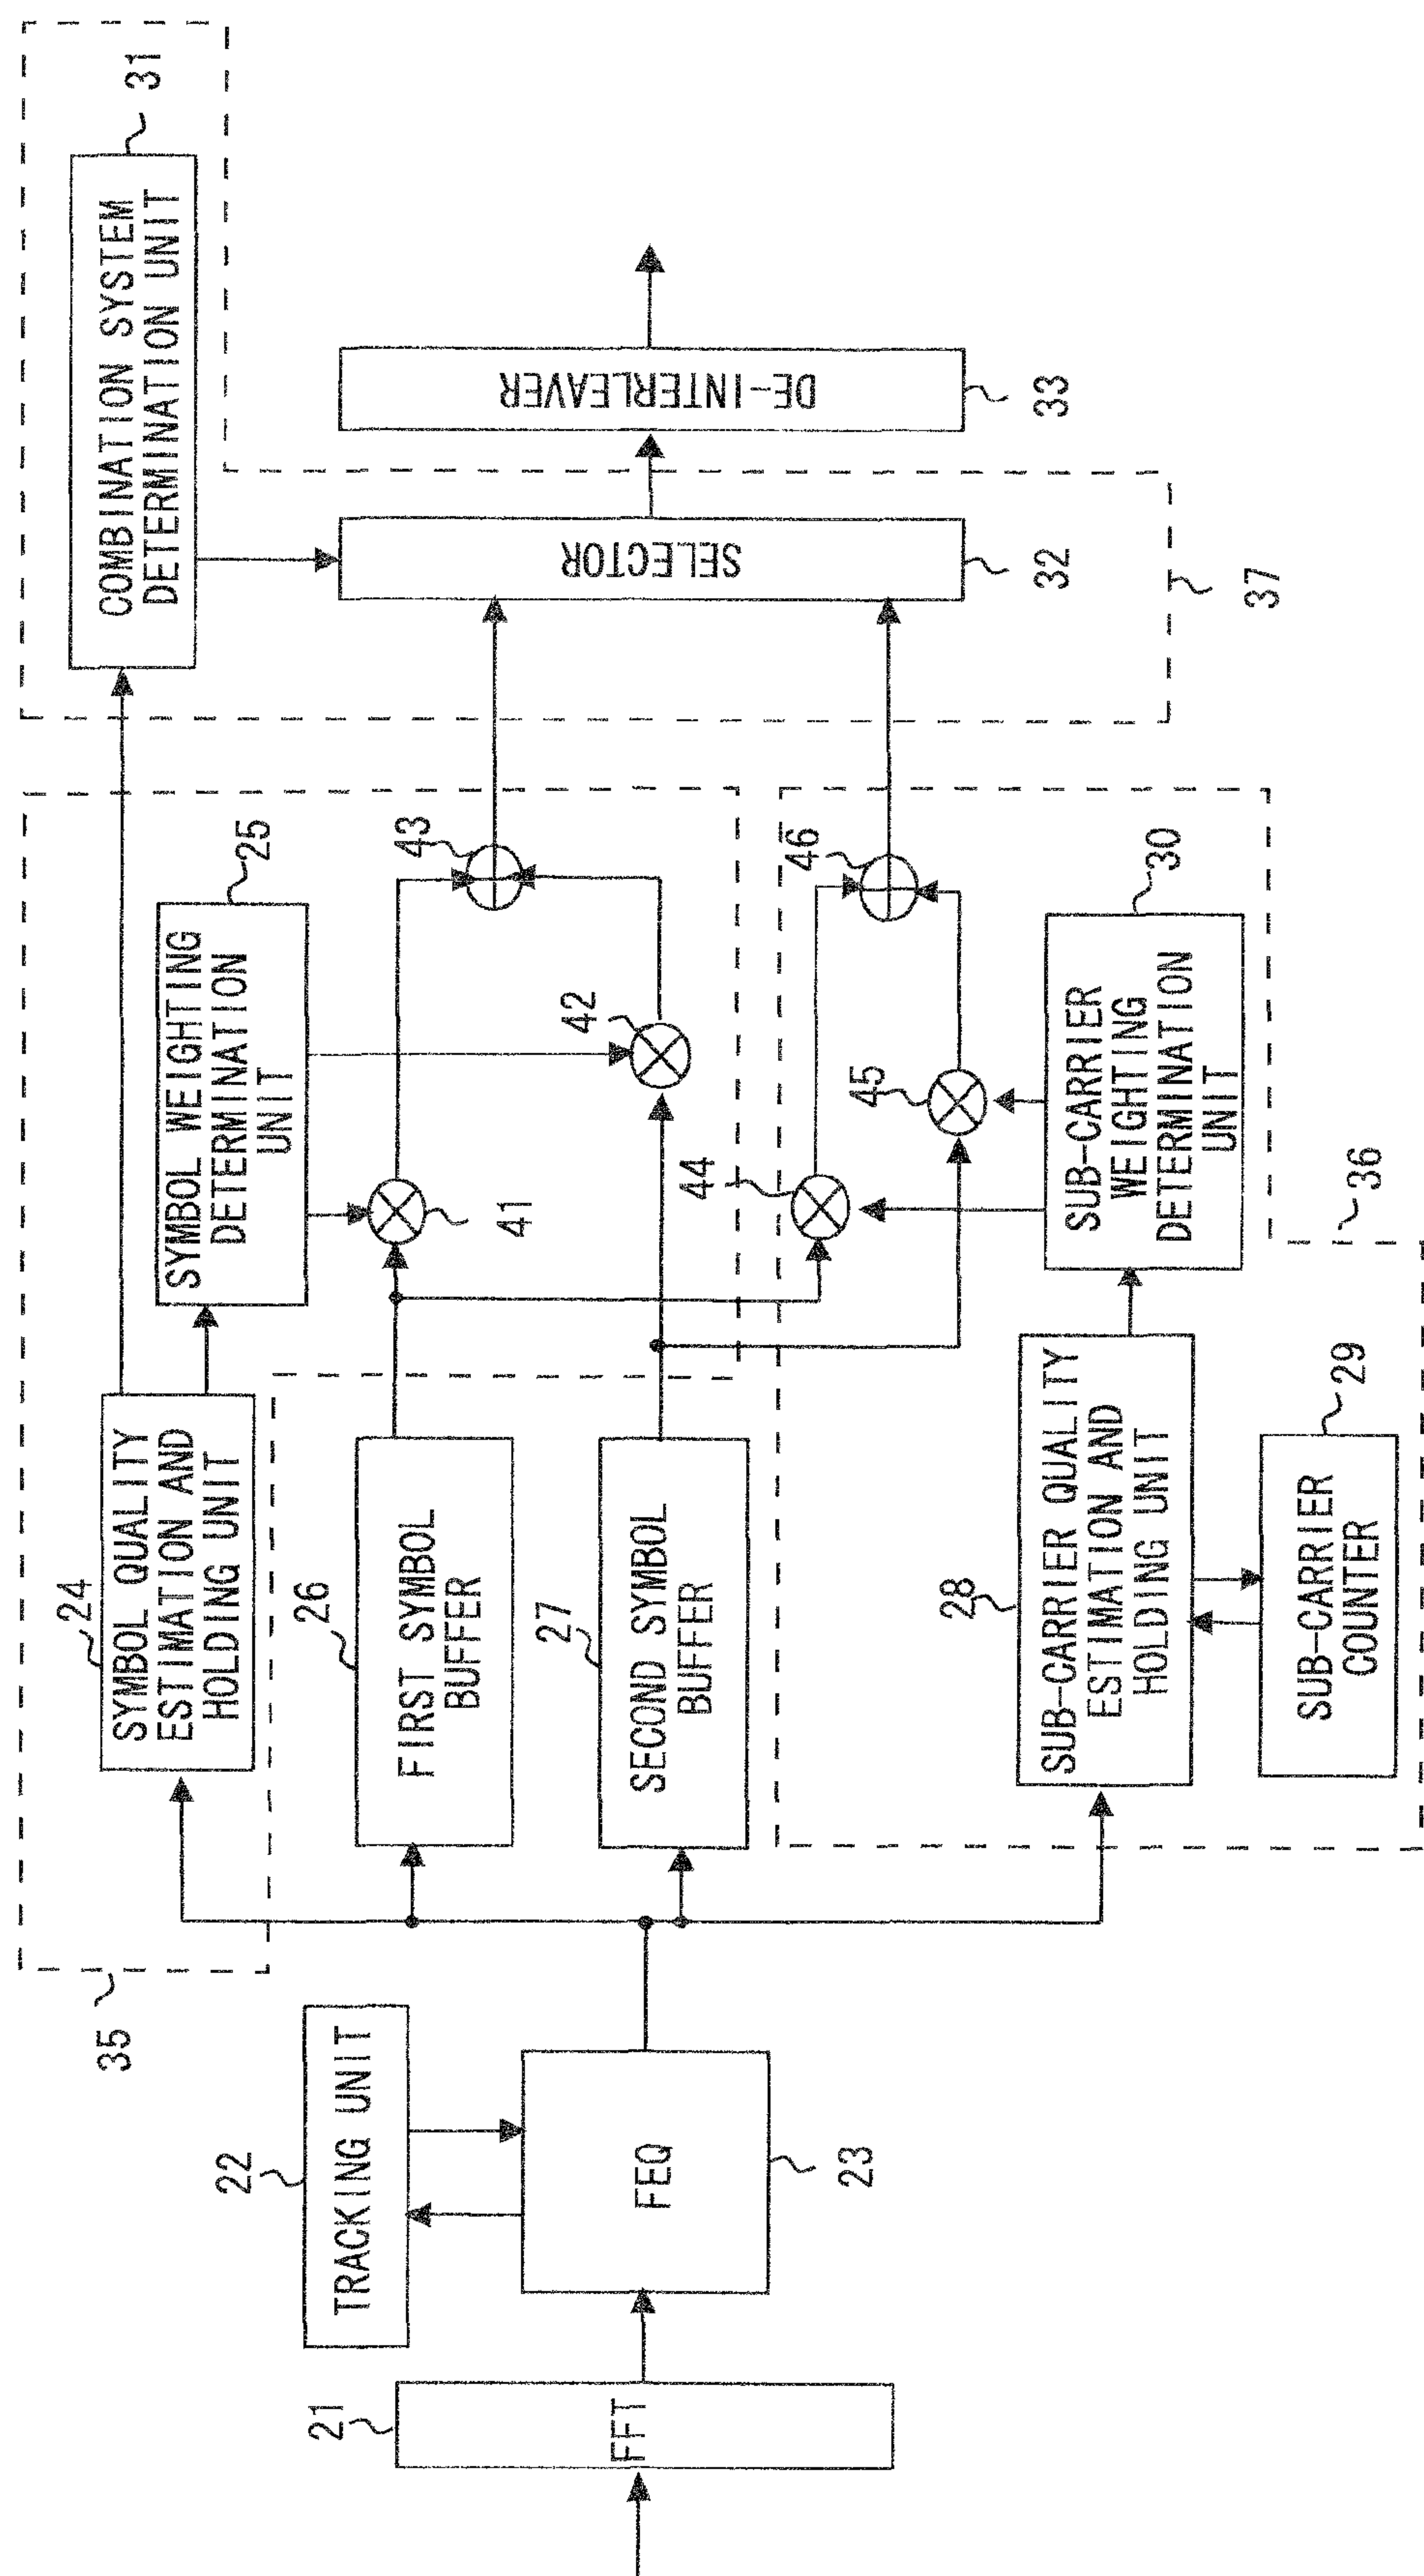 21
FFT
22
TRACKING UNIT
FEQ
23
35
24
SYMBOL QUALITY
ESTIMATION AND
HOLDING UNIT
26
FIRST SYMBOL
BUFFER
27
SECOND SYMBOL
BUFFER
28
SUB-CARRIER QUALITY
ESTIMATION AND
HOLDING UNIT
29
SUB-CARRIER
COUNTER
25
SYMBOL WEIGHTING
DETERMINATION
UNIT
41
42
43
44
45
46
30
SUB-CARRIER
WEIGHTING
DETERMINATION
UNIT
36
31
COMBINATION SYSTEM
DETERMINATION UNIT
SELECTOR
32
37
DE-INTERLEAVER
33